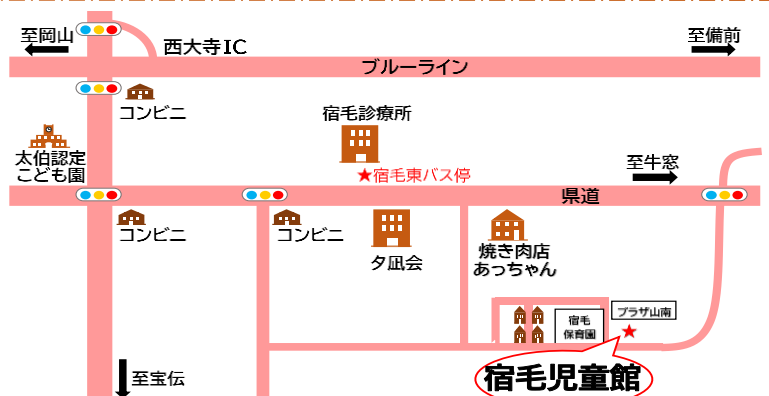 至岡山
西大寺IC
至備前
ブルーライン
コンビニ
宿毛診療所
太伯認定
こども園
★宿毛東バス停
至牛窓
県道
コンビニ
コンビニ
夕凪会
焼き肉店
あっちゃん
プラザ山南
宿毛
保育園
★
宿毛児童館
至宝伝